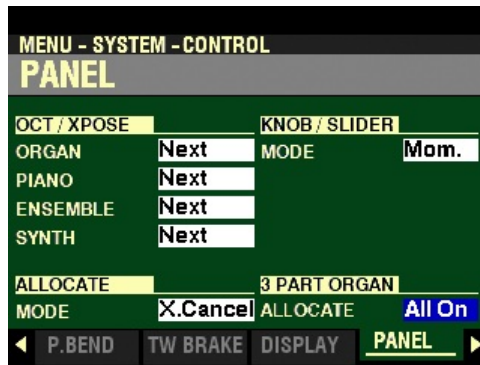 MENU - SYSTEM - CONTROL
PANEL
OCT / XPOSE KNOB / SLIDER
ORGAN Next MODE Mom.
PIANO Next
ENSEMBLE Next
SYNTH Next
ALLOCATE 3 PART ORGAN
MODE X.Cancel ALLOCATE All On
P.BEND TW BRAKE DISPLAY PANEL